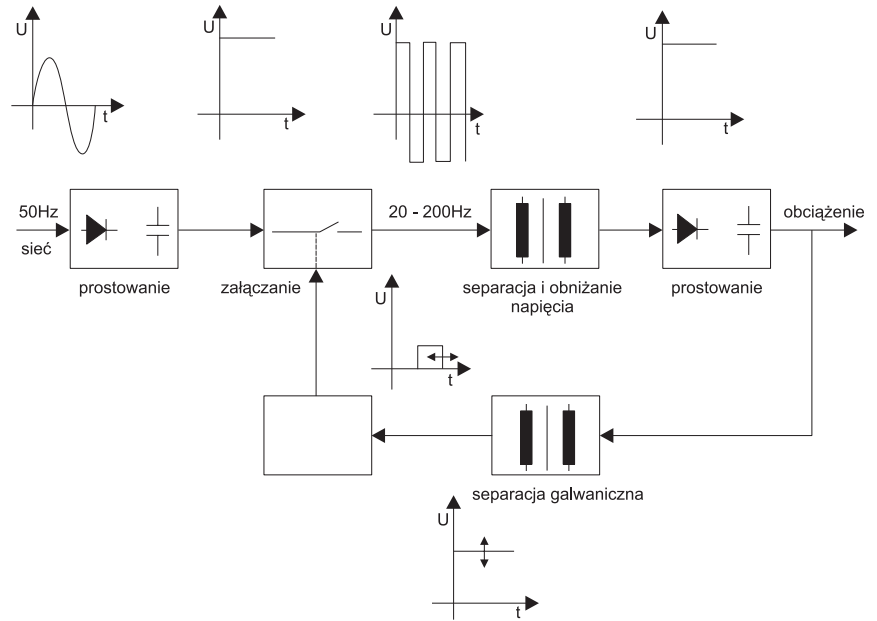 U
t
U
t
U
t
U
t
50Hz
sieć
20 - 200Hz
obciążenie
prostowanie
załączanie
separacja i obniżanie
napięcia
prostowanie
U
t
separacja galwaniczna
U
t